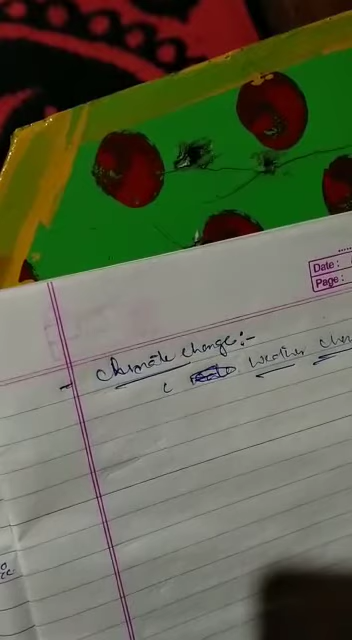 Date :
Page :
- Climate change:-
( Weather